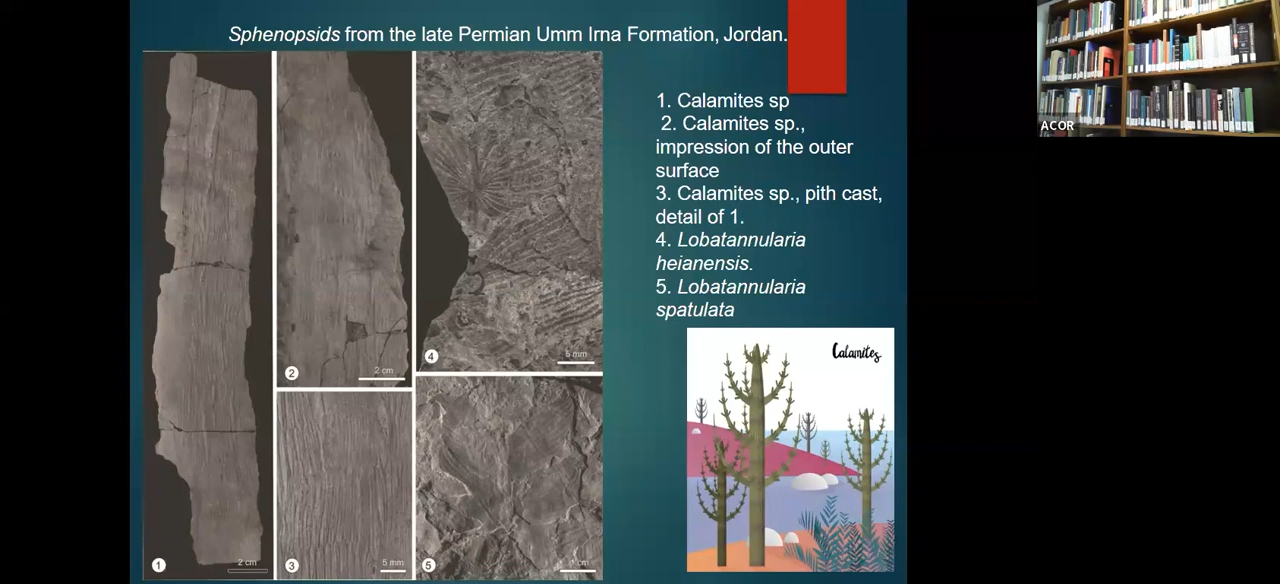 Sphenopsids from the late Permian Umm Irna Formation, Jordan.
1. Calamites sp
2. Calamites sp.,
impression of the outer
surface
3. Calamites sp., pith cast,
detail of 1.
4. Lobatannularia
heianensis.
5. Lobatannularia
spatulata
Calamites
2 cm
1
2 cm
2
5 mm
3
5 mm
4
1 cm
5
ACOR